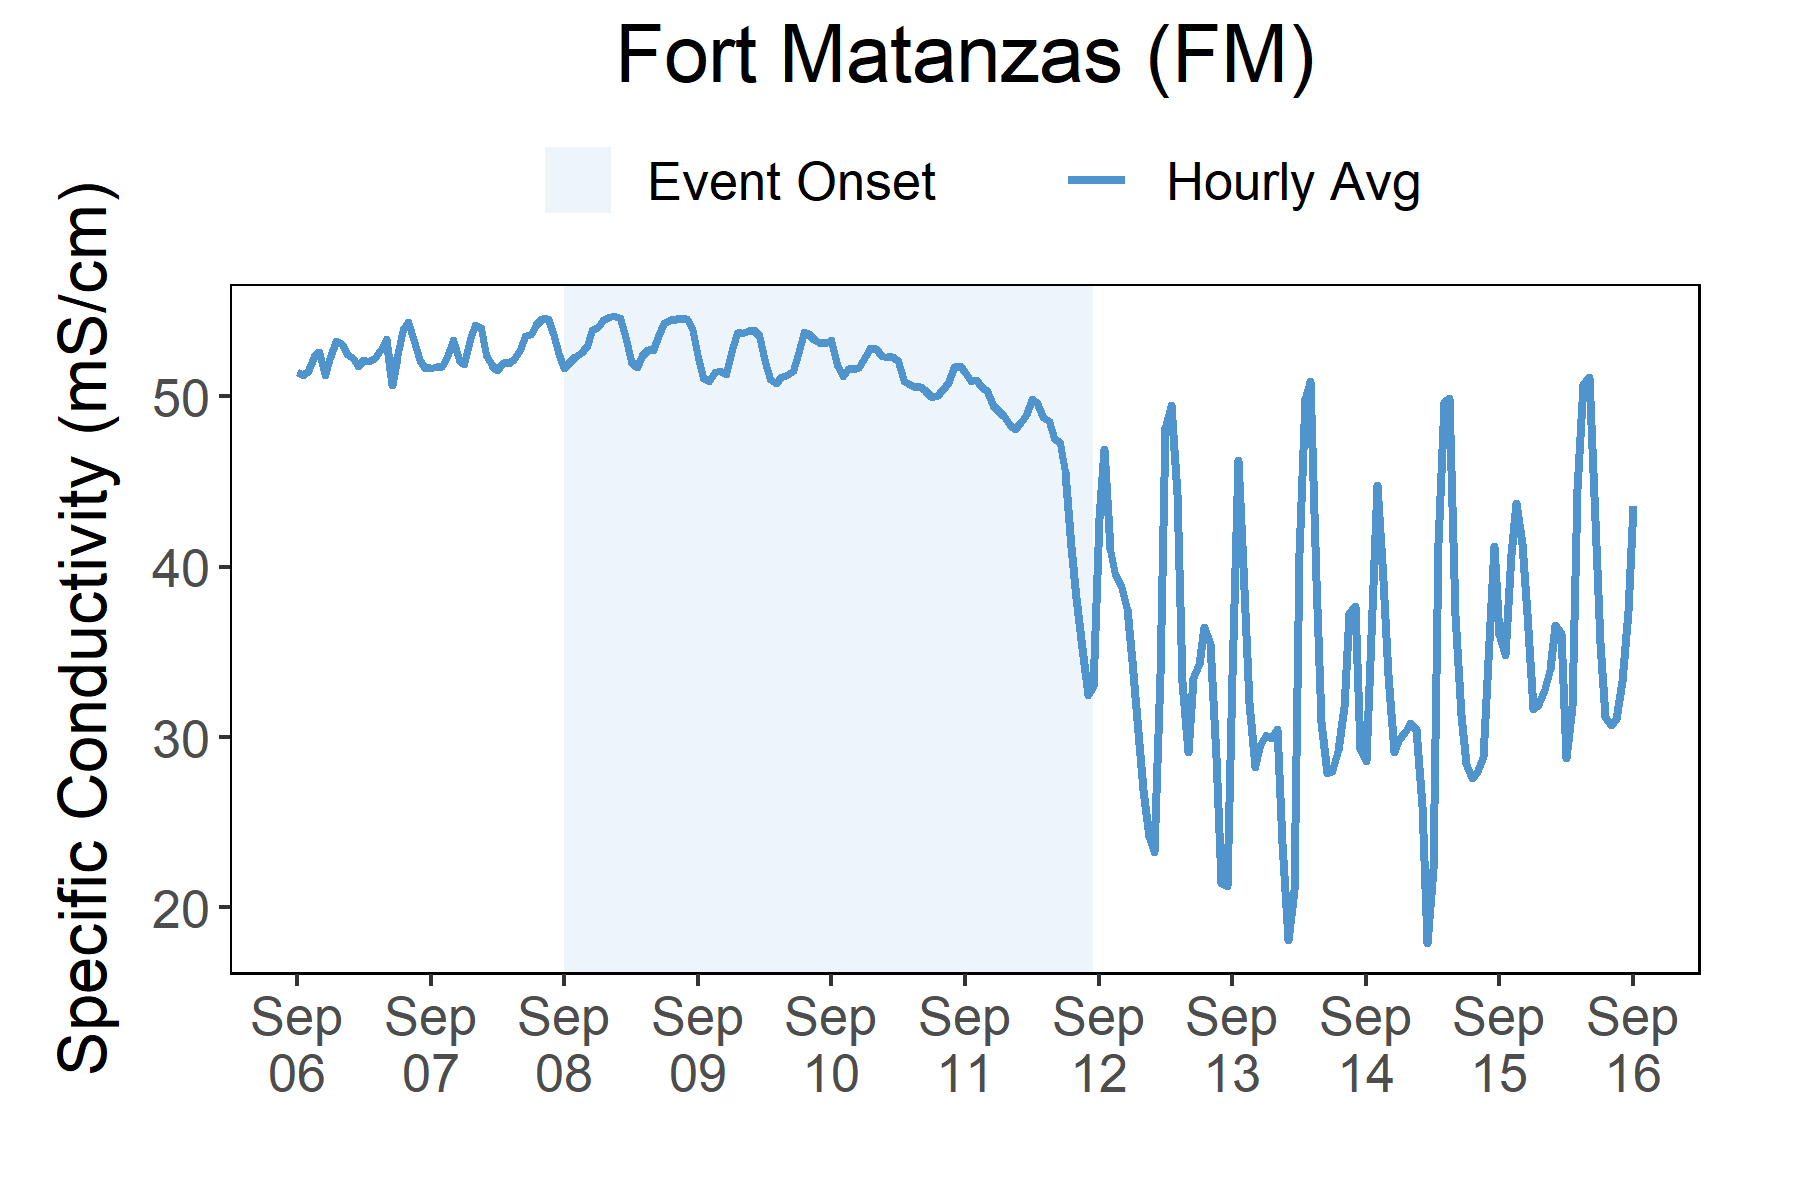 Fort Matanzas (FM)
Event Onset
Hourly Avg
Specific Conductivity (mS/cm)
50
40
30
20
Sep 06
Sep 07
Sep 08
Sep 09
Sep 10
Sep 11
Sep 12
Sep 13
Sep 14
Sep 15
Sep 16